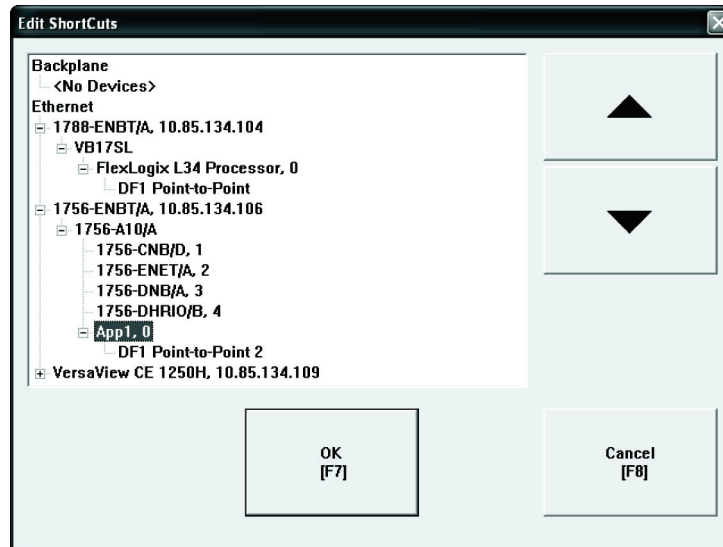 Edit ShortCuts
Backplane
<No Devices>
Ethernet
1788-ENBT/A, 10.85.134.104
VB17SL
FlexLogix L34 Processor, 0
DF1 Point-to-Point
1756-ENBT/A, 10.85.134.106
1756-A10/A
1756-CNB/D, 1
1756-ENET/A, 2
1756-DNB/A, 3
1756-DHRIO/B, 4
App1, 0
DF1 Point-to-Point 2
VersaView CE 1250H, 10.85.134.109
OK
[F7]
Cancel
[F8]